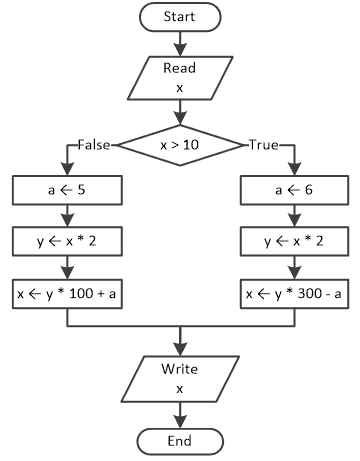 Start
Read
x
x > 10
False
True
a ← 5
a ← 6
y ← x * 2
y ← x * 2
x ← y * 100 + a
x ← y * 300 - a
Write
x
End